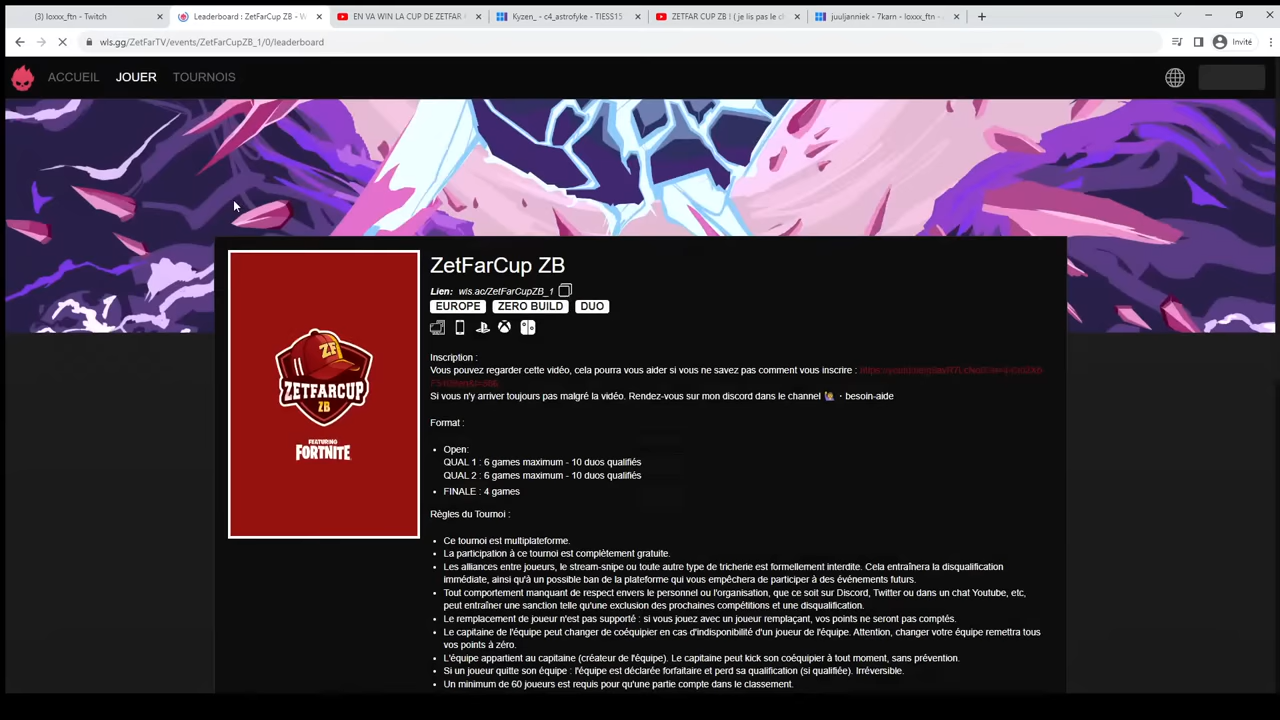 (3) loxxx_ftn - Twitch
Leaderboard : ZetFarCup ZB - W
EN VA WIN LA CUP DE ZETFAR
Kyzen_ - c4_astrofyke - TIESS15
ZETFAR CUP ZB ! ( je lis pas le c
juuljanniek - 7karn - loxxx_ftn -
wls.gg/ZetFarTV/events/ZetFarCupZB_1/0/leaderboard
Invité
ACCUEIL JOUER TOURNOIS
ZetFarCup ZB
Lien: wls.ac/ZetFarCupZB_1
EUROPE ZERO BUILD DUO
ZE
ZETFARCUP
ZB
FEATURING
FORTNITE
Inscription :
Vous pouvez regarder cette vidéo, cela pourra vous aider si vous ne savez pas comment vous inscrire :
Si vous n'y arriver toujours pas malgré la vidéo. Rendez-vous sur mon discord dans le channel 🙋 ・besoin-aide
Format :
Open:
QUAL 1 : 6 games maximum - 10 duos qualifiés
QUAL 2 : 6 games maximum - 10 duos qualifiés
FINALE : 4 games
Règles du Tournoi :
Ce tournoi est multiplateforme.
La participation à ce tournoi est complètement gratuite.
Les alliances entre joueurs, le stream-snipe ou toute autre type de tricherie est formellement interdite. Cela entraînera la disqualification
immédiate, ainsi qu'à un possible ban de la plateforme qui vous empêchera de participer à des événements futurs.
Tout comportement manquant de respect envers le personnel ou l'organisation, que ce soit sur Discord, Twitter ou dans un chat Youtube, etc,
peut entraîner une sanction telle qu'une exclusion des prochaines compétitions et une disqualification.
Le remplacement de joueur n'est pas supporté : si vous jouez avec un joueur remplaçant, vos points ne seront pas comptés.
Le capitaine de l'équipe peut changer de coéquipier en cas d'indisponibilité d'un joueur de l'équipe. Attention, changer votre équipe remettra tous
vos points à zéro.
L'équipe appartient au capitaine (créateur de l'équipe). Le capitaine peut kick son coéquipier à tout moment, sans prévention.
Si un joueur quitte son équipe : l'équipe est déclarée forfaitaire et perd sa qualification (si qualifiée). Irréversible.
Un minimum de 60 joueurs est requis pour qu'une partie compte dans le classement.